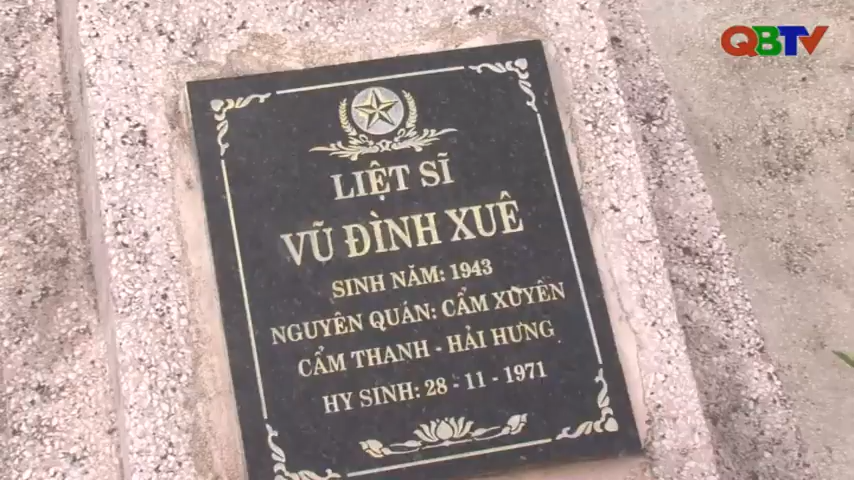 QBTV
LIỆT SĨ
VŨ ĐÌNH XUÊ
SINH NĂM: 1943
NGUYÊN QUÁN: CẨM XUYÊN
CẨM THANH - HẢI HƯNG
HY SINH: 28 - 11 - 1971